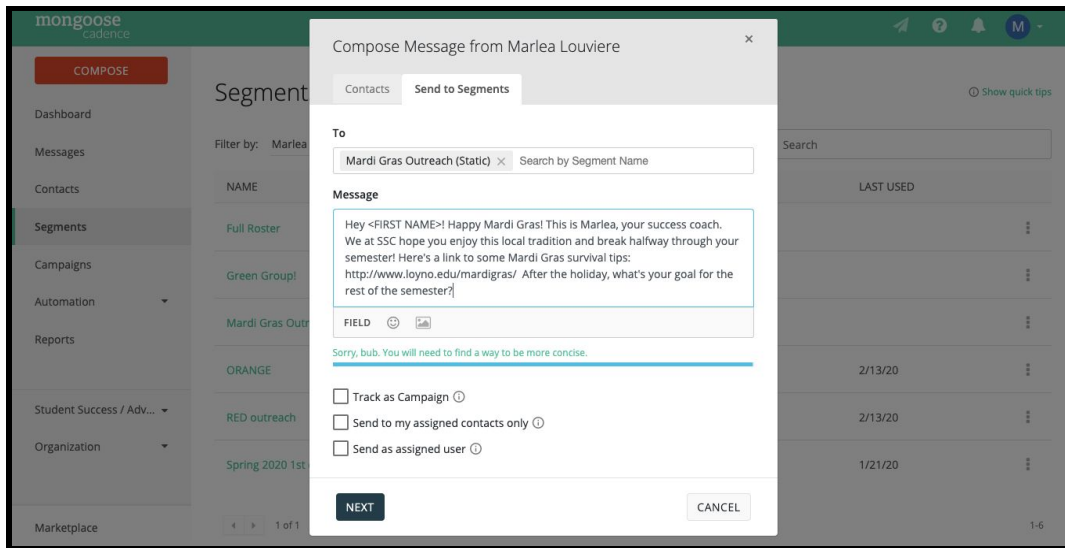 mongoose
cadence
M
COMPOSE
Dashboard
Messages
Contacts
Segments
Campaigns
Automation
Reports
Student Success / Adv...
Organization
Marketplace
Segment
Show quick tips
Filter by: Marlea
Search
NAME
LAST USED
Full Roster
Green Group!
Mardi Gras Outr
ORANGE
2/13/20
RED outreach
2/13/20
Spring 2020 1st
1/21/20
1 of 1
1-6
Compose Message from Marlea Louviere
×
Contacts
Send to Segments
To
Mardi Gras Outreach (Static) × Search by Segment Name
Message
Hey <FIRST NAME>! Happy Mardi Gras! This is Marlea, your success coach.
We at SSC hope you enjoy this local tradition and break halfway through your
semester! Here's a link to some Mardi Gras survival tips:
http://www.loyno.edu/mardigras/ After the holiday, what's your goal for the
rest of the semester?
FIELD
Sorry, bub. You will need to find a way to be more concise.
Track as Campaign
Send to my assigned contacts only
Send as assigned user
NEXT
CANCEL